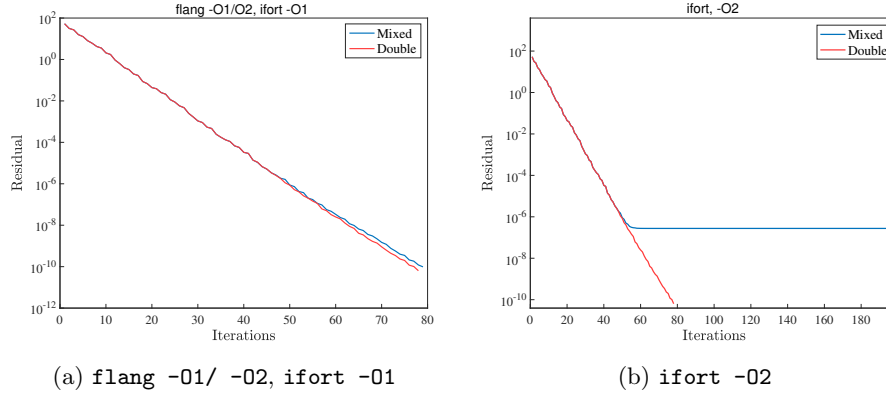 flang -O1/O2, ifort -O1
10^2
10^0
10^-2
10^-4
10^-6
10^-8
10^-10
10^-12
Residual
0 10 20 30 40 50 60 70 80
Iterations
Mixed
Double
(a) flang -O1/ -O2, ifort -O1
ifort, -O2
10^2
10^0
10^-2
10^-4
10^-6
10^-8
10^-10
Residual
0 20 40 60 80 100 120 140 160 180
Iterations
Mixed
Double
(b) ifort -O2